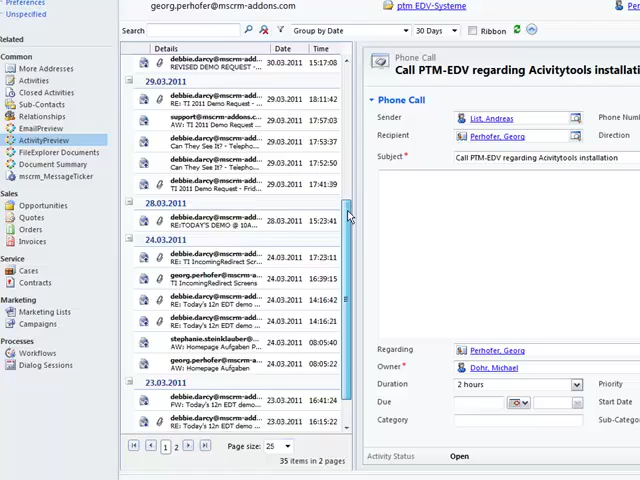 Preferences
Unspecified
georg.perhofer@mscrm-addons.com
ptm EDV-Systeme
Search
Group by Date
30 Days
Ribbon
Related
Common
More Addresses
Activities
Closed Activities
Sub-Contacts
Relationships
EmailPreview
ActivityPreview
FileExplorer Documents
Document Summary
mscrm_MessageTicker
Sales
Opportunities
Quotes
Orders
Invoices
Service
Cases
Contracts
Marketing
Marketing Lists
Campaigns
Processes
Workflows
Dialog Sessions
Details Date Time
debbie.darcy@mscrm-add... 30.03.2011 15:17:08
REVISED DEMO REQUEST -...
29.03.2011
debbie.darcy@mscrm-add... 29.03.2011 18:11:42
RE: TI 2011 Demo Request - ...
support@mscrm-addons.c... 29.03.2011 17:57:03
AW: TI 2011 Demo Request...
debbie.darcy@mscrm-add... 29.03.2011 17:53:37
Can They See It? - Telepho...
debbie.darcy@mscrm-add... 29.03.2011 17:52:50
Can They See It? - Telepho...
debbie.darcy@mscrm-add... 29.03.2011 17:41:39
TI 2011 Demo Request - Frid...
28.03.2011
debbie.darcy@mscrm-add... 28.03.2011 15:23:41
RE:TODAY'S DEMO @ 10A...
24.03.2011
debbie.darcy@mscrm-add... 24.03.2011 17:23:11
RE: TI IncomingRedirect Scr...
georg.perhofer@mscrm-a... 24.03.2011 16:39:15
TI IncomingRedirect Screens
debbie.darcy@mscrm-add... 24.03.2011 14:16:42
RE: Today's 12n EDT demo ...
debbie.darcy@mscrm-add... 24.03.2011 14:16:21
RE: Today's 12n EDT demo ...
stephanie.steinklauber@... 24.03.2011 08:05:40
AW: Homepage Aufgaben P...
georg.perhofer@mscrm-a... 24.03.2011 08:05:22
AW: Homepage Aufgaben
23.03.2011
debbie.darcy@mscrm-add... 23.03.2011 16:41:24
FW: Today's 12n EDT demo...
debbie.darcy@mscrm-add... 23.03.2011 16:15:22
RE: Today's 12n EDT demo ...
1 2 Page size: 25
35 items in 2 pages
Phone Call
Call PTM-EDV regarding Acivitytools installati
Phone Call
Sender List, Andreas Phone Num
Recipient Perhofer, Georg Direction
Subject * Call PTM-EDV regarding Acivitytools installation
Regarding Perhofer, Georg
Owner * Dohr, Michael
Duration 2 hours Priority
Due Start Date
Category Sub-Categ
Activity Status Open